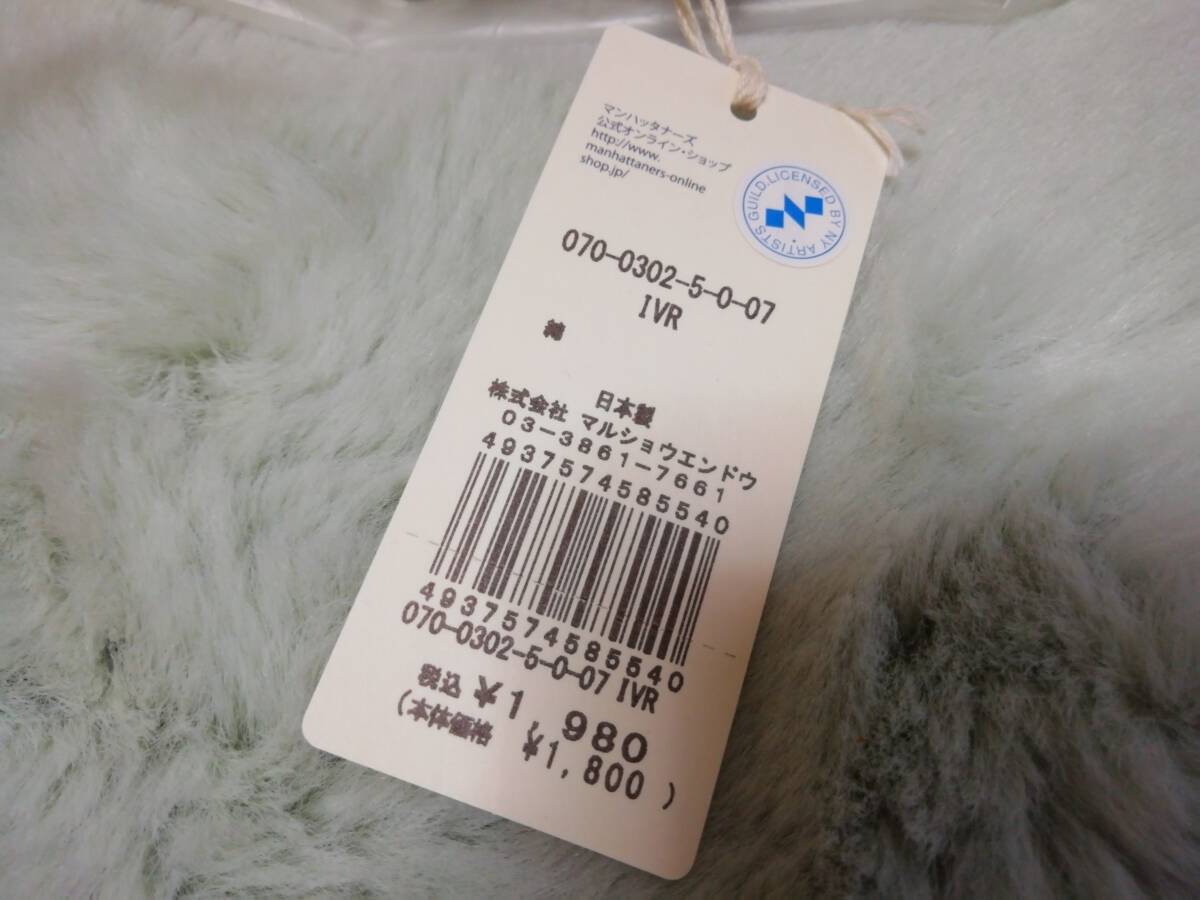 マンハッタナーズ
公式オンライン・ショップ
http://www.
manhattaners-online
shop.jp/
GUILD.LICENSED BY NY ARTISTS
070-0302-5-0-07
IVR
綿
日本製
株式会社 マルショウエンドウ
03-3861-7661
4937574585540
4937574585540
070-0302-5-0-07 IVR
税込 ¥1,980
(本体価格 ¥1,800 )